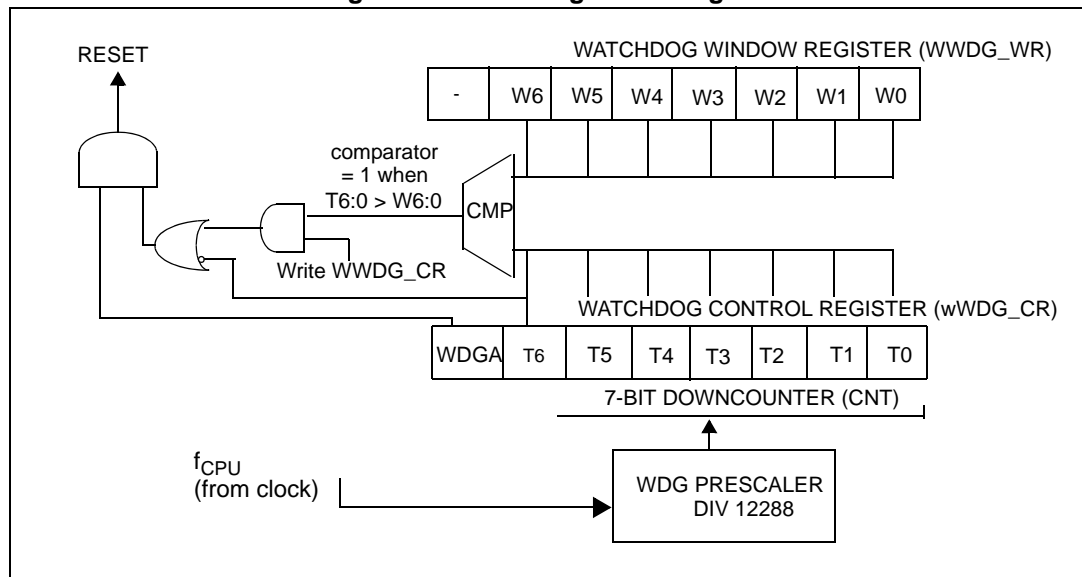 RESET
WATCHDOG WINDOW REGISTER (WWDG_WR)
- W6 W5 W4 W3 W2 W1 W0
comparator
= 1 when
T6:0 > W6:0
CMP
Write WWDG_CR
WATCHDOG CONTROL REGISTER (wWDG_CR)
WDGA T6 T5 T4 T3 T2 T1 T0
7-BIT DOWNCOUNTER (CNT)
fCPU
(from clock)
WDG PRESCALER
DIV 12288